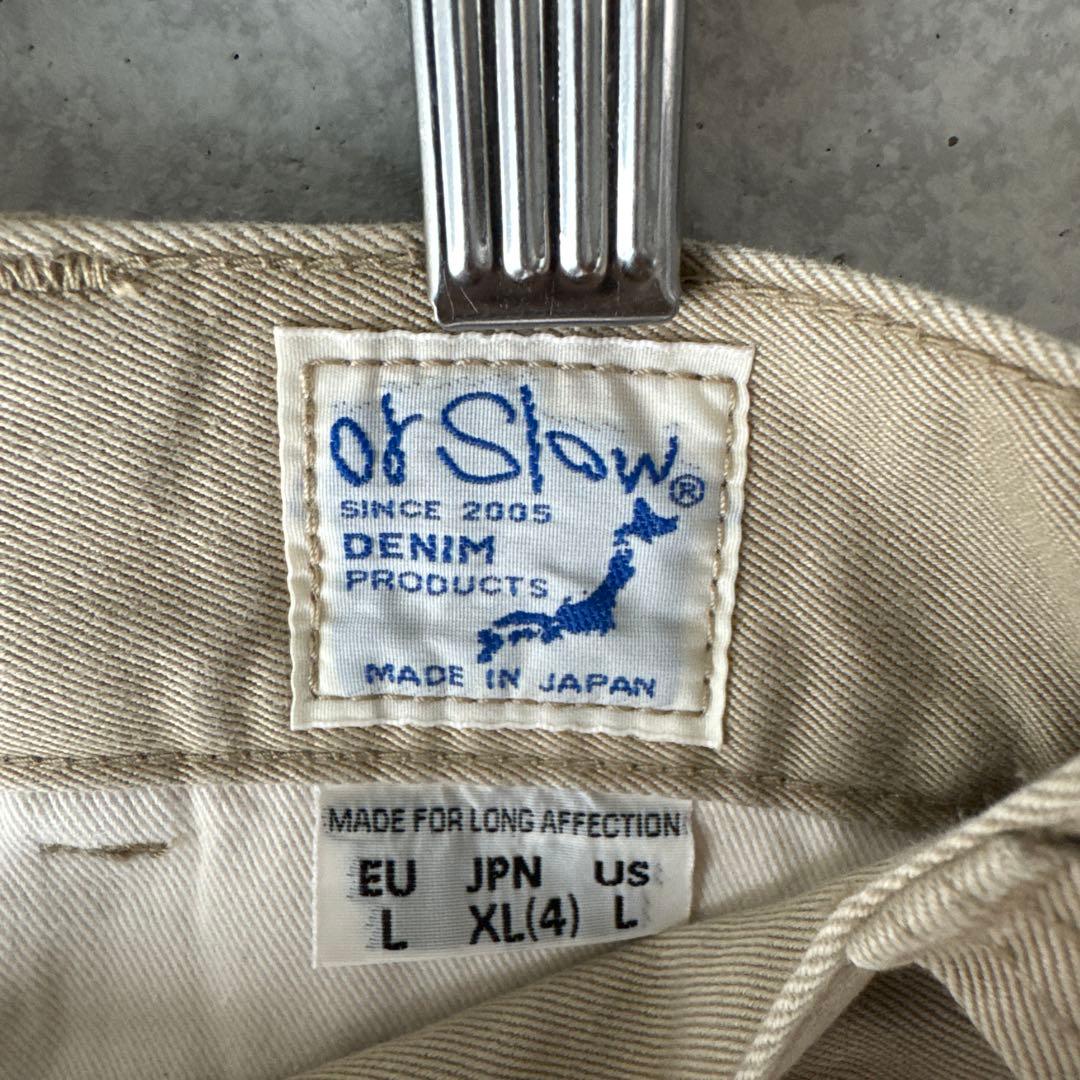 or Slow®
SINCE 2005
DENIM
PRODUCTS
MADE IN JAPAN
MADE FOR LONG AFFECTION
EU JPN US
L XL(4) L